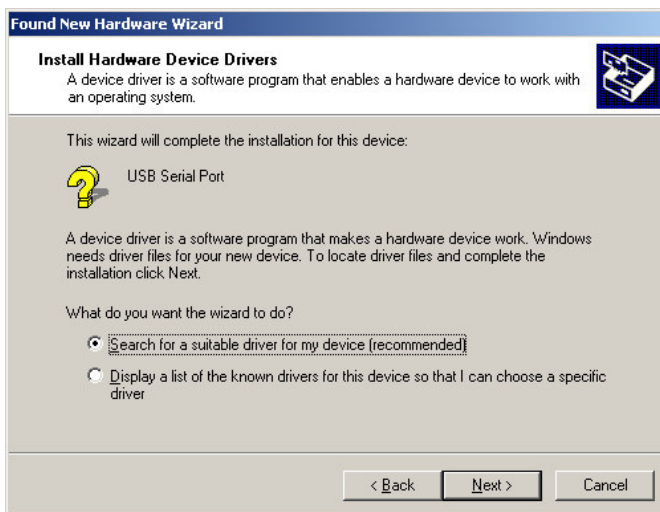 Found New Hardware Wizard
Install Hardware Device Drivers
A device driver is a software program that enables a hardware device to work with
an operating system.
This wizard will complete the installation for this device:
USB Serial Port
A device driver is a software program that makes a hardware device work. Windows
needs driver files for your new device. To locate driver files and complete the
installation click Next.
What do you want the wizard to do?
Search for a suitable driver for my device (recommended)
Display a list of the known drivers for this device so that I can choose a specific
driver
< Back
Next >
Cancel